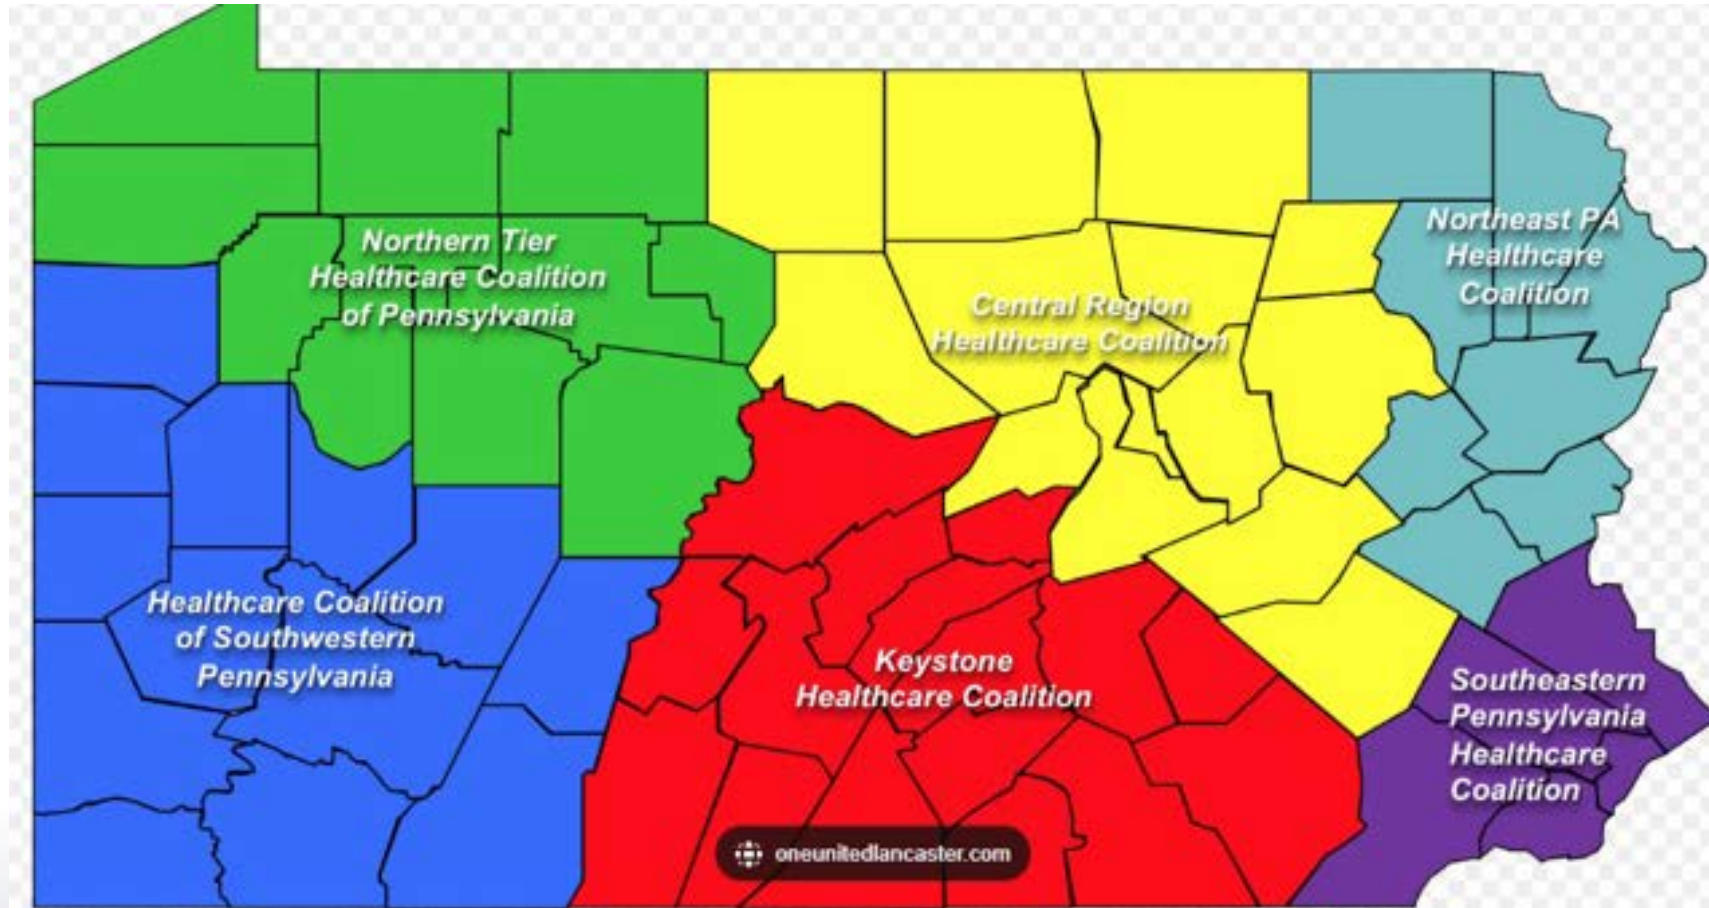 Northern Tier
Healthcare Coalition
of Pennsylvania
Northeast PA
Healthcare
Coalition
Central Region
Healthcare Coalition
Healthcare Coalition
of Southwestern
Pennsylvania
Keystone
Healthcare Coalition
Southeastern
Pennsylvania
Healthcare
Coalition
oneunitedlancaster.com